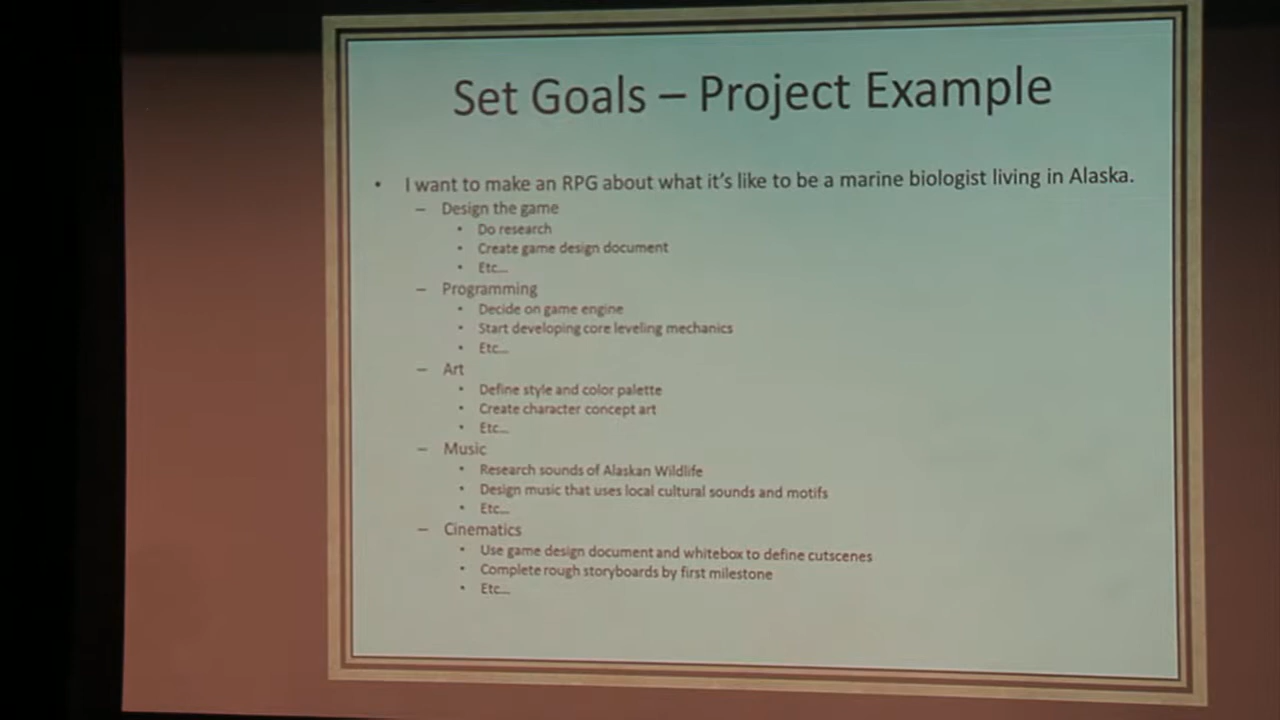 Set Goals – Project Example
• I want to make an RPG about what it's like to be a marine biologist living in Alaska.
– Design the game
• Do research
• Create game design document
• Etc...
– Programming
• Decide on game engine
• Start developing core leveling mechanics
• Etc...
– Art
• Define style and color palette
• Create character concept art
• Etc...
– Music
• Research sounds of Alaskan Wildlife
• Design music that uses local cultural sounds and motifs
• Etc...
– Cinematics
• Use game design document and whitebox to define cutscenes
• Complete rough storyboards by first milestone
• Etc...